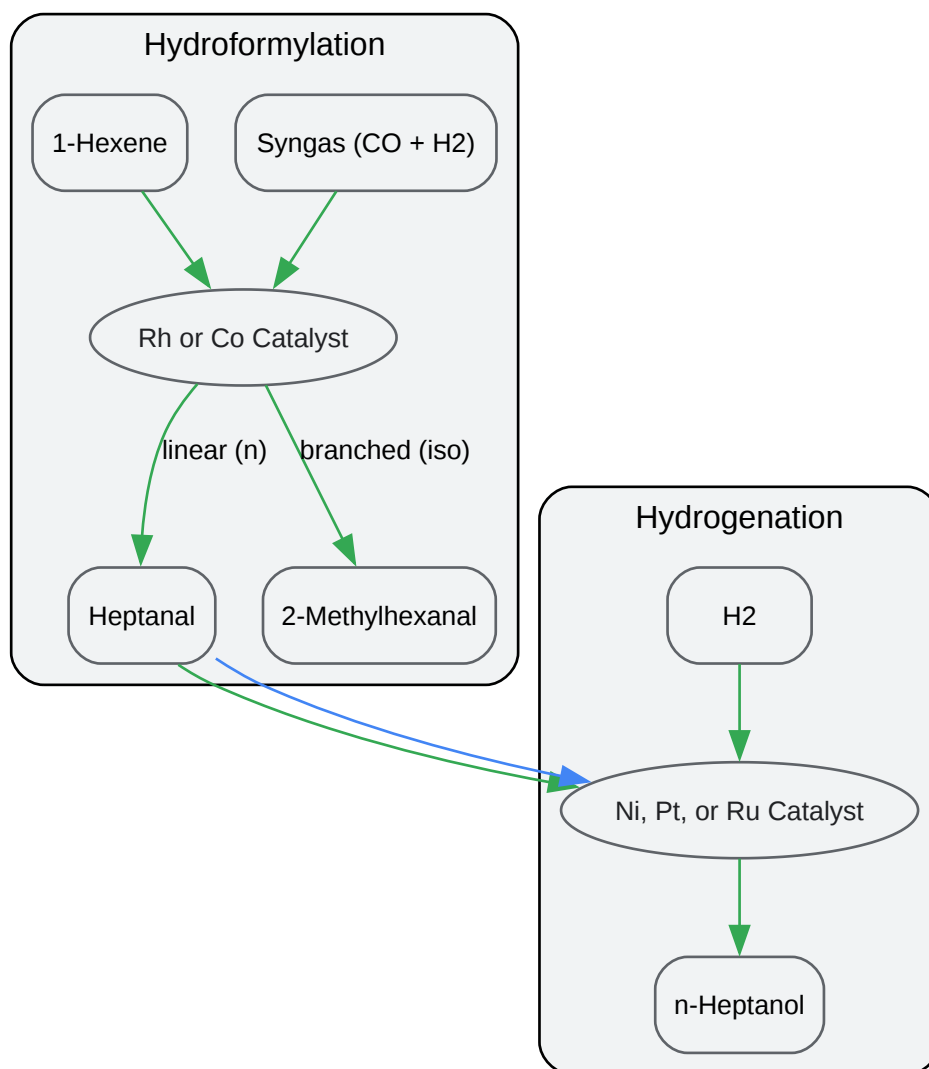 Hydroformylation
1-Hexene
Syngas (CO + H2)
Rh or Co Catalyst
linear (n)
branched (iso)
Heptanal
2-Methylhexanal
Hydrogenation
H2
Ni, Pt, or Ru Catalyst
n-Heptanol